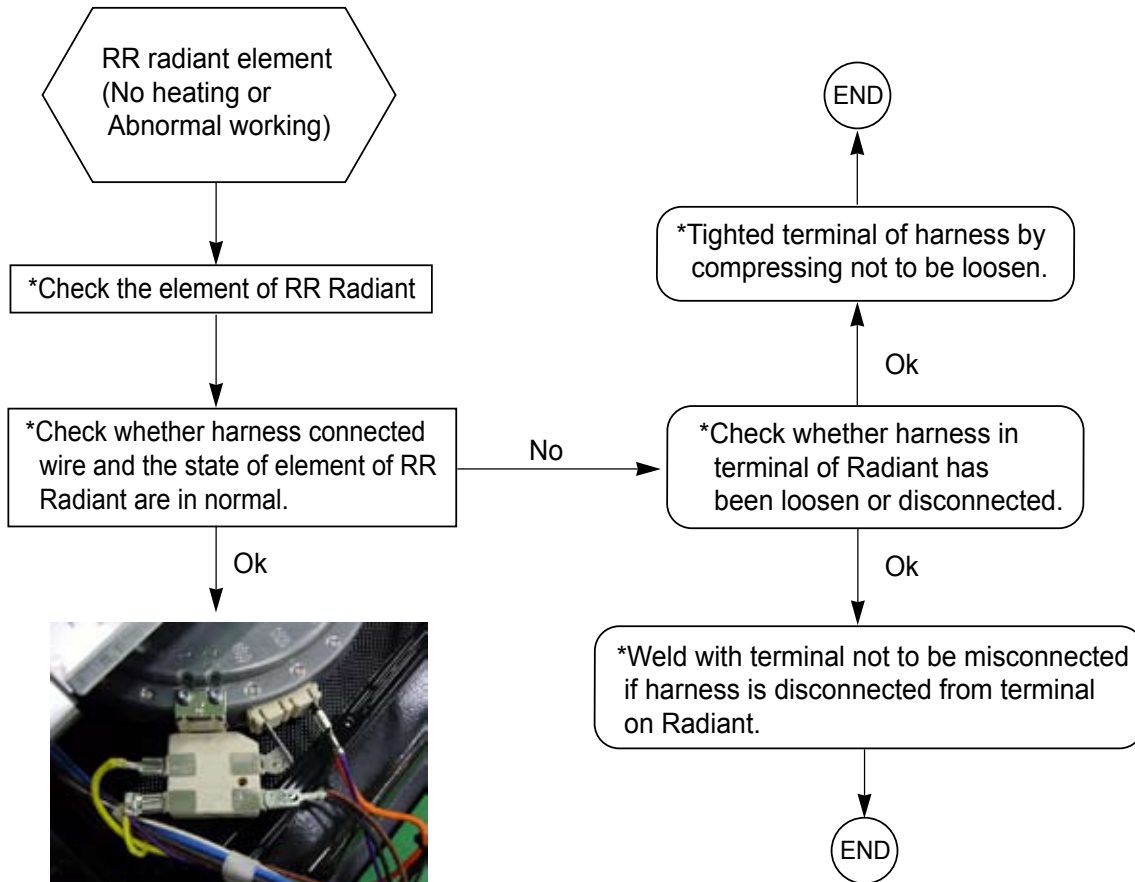 RR radiant element
(No heating or
Abnormal working)
*Check the element of RR Radiant
*Check whether harness connected
wire and the state of element of RR
Radiant are in normal.
No
Ok
*Check whether harness in
terminal of Radiant has
been loosen or disconnected.
Ok
*Tighted terminal of harness by
compressing not to be loosen.
END
Ok
*Weld with terminal not to be misconnected
if harness is disconnected from terminal
on Radiant.
END